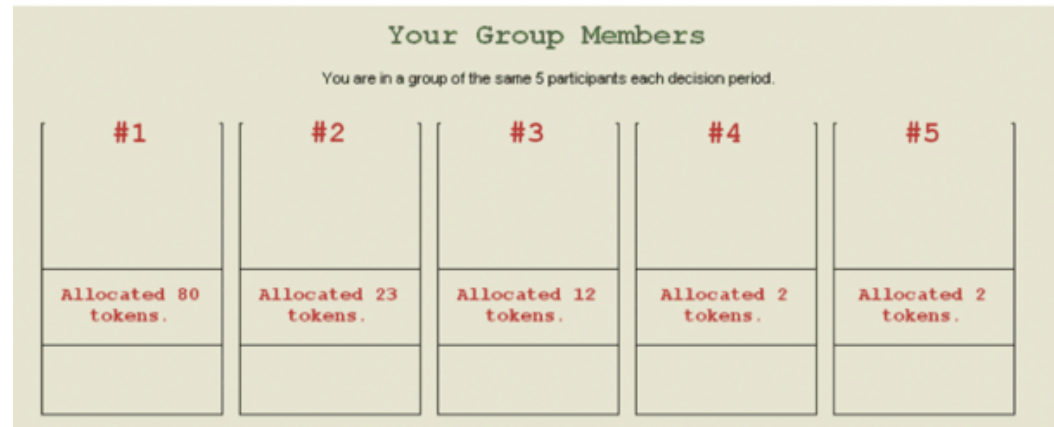 Your Group Members
You are in a group of the same 5 participants each decision period.
#1 #2 #3 #4 #5
Allocated 80 Allocated 23 Allocated 12 Allocated 2 Allocated 2
tokens. tokens. tokens. tokens. tokens.